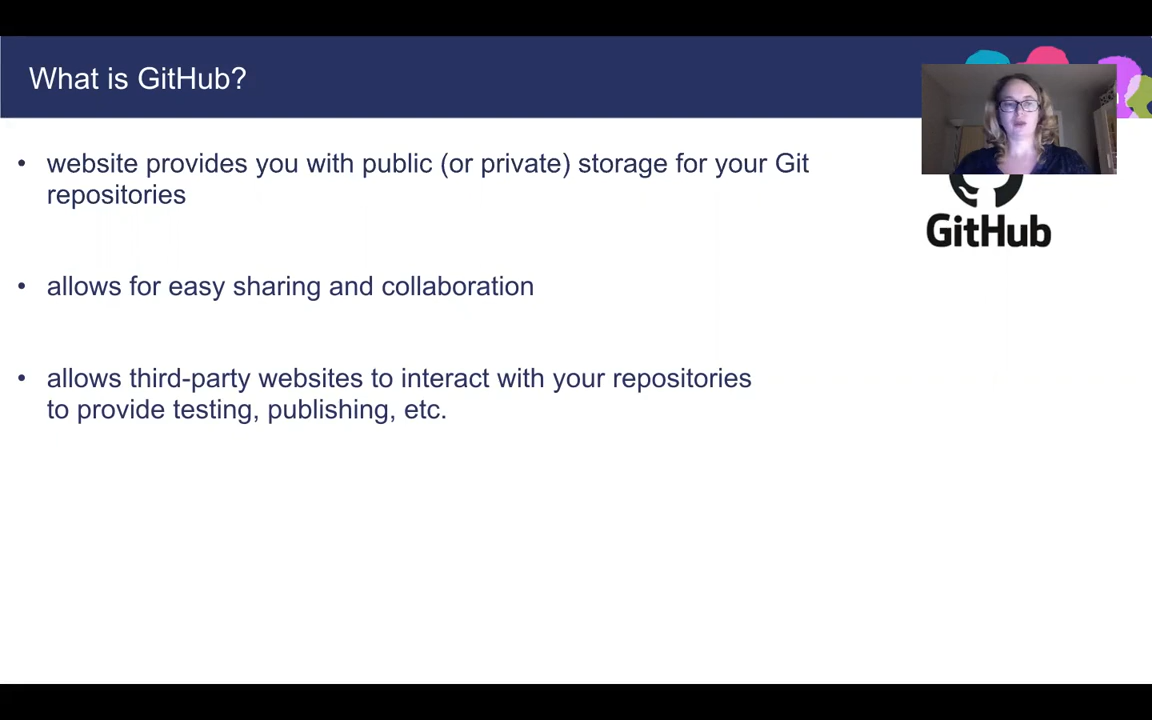 What is GitHub?
• website provides you with public (or private) storage for your Git
repositories
GitHub
• allows for easy sharing and collaboration
• allows third-party websites to interact with your repositories
to provide testing, publishing, etc.